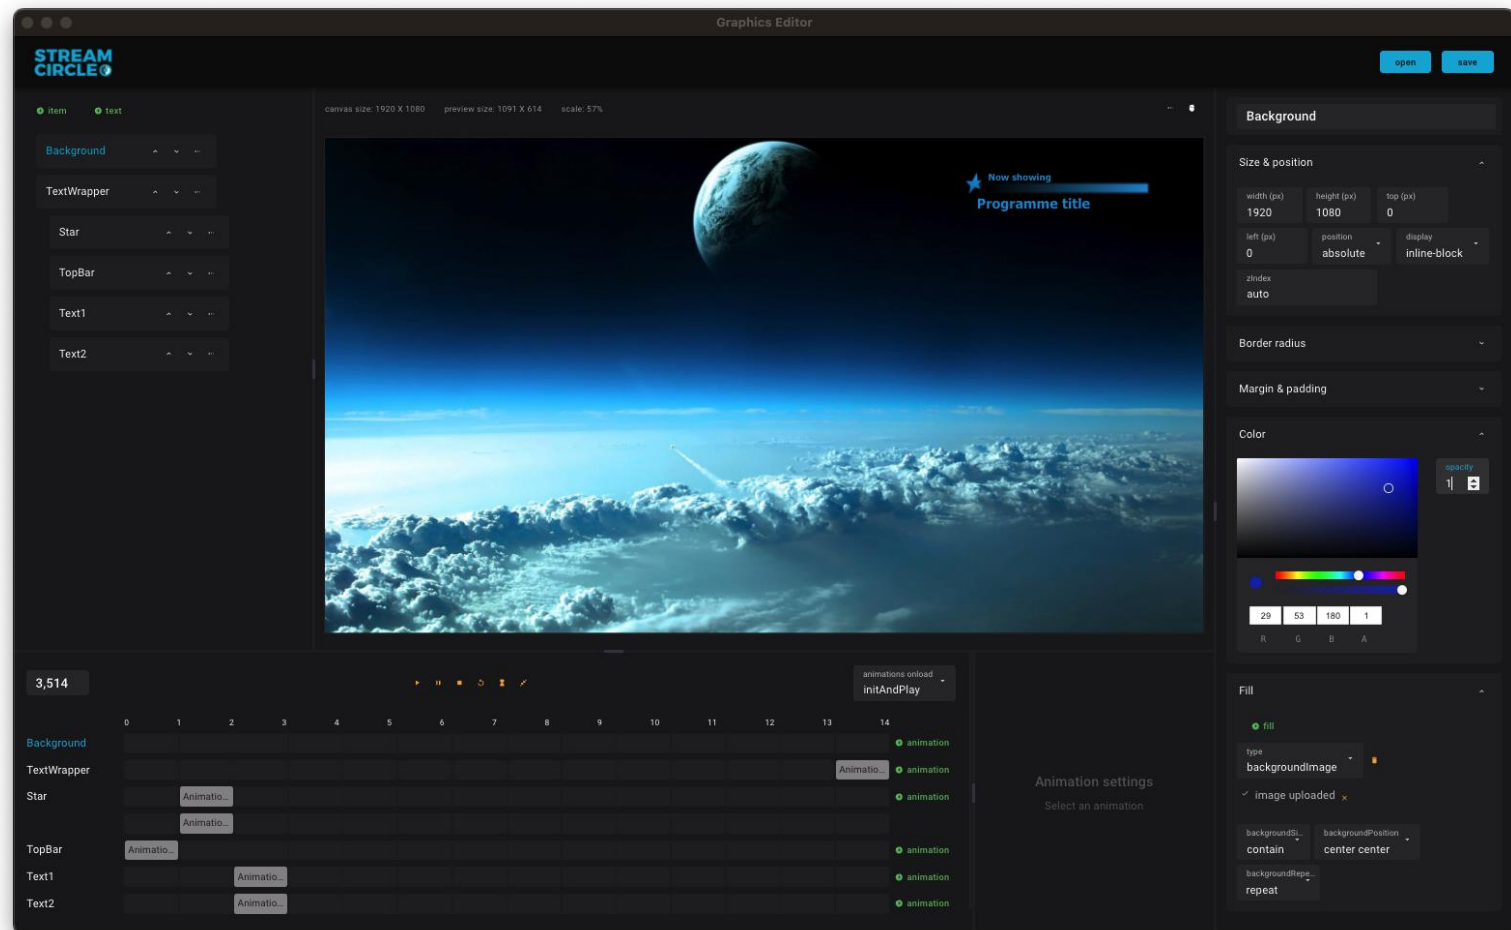 Graphics Editor
STREAM
CIRCLE
open
save
item
text
Background
TextWrapper
Star
TopBar
Text1
Text2
canvas size: 1920 X 1080
preview size: 1091 X 614
scale: 57%
Now showing
Programme title
Background
Size & position
width (px)
1920
height (px)
1080
top (px)
0
left (px)
0
position
absolute
display
inline-block
zIndex
auto
Border radius
Margin & padding
Color
opacity
1
29
53
180
1
R
G
B
A
Fill
fill
type
backgroundImage
image uploaded
backgroundSi...
contain
backgroundPosition
center center
backgroundRepe...
repeat
3,514
animations onload
initAndPlay
0 1 2 3 4 5 6 7 8 9 10 11 12 13 14
Background
animation
TextWrapper
Animatio...
animation
Star
Animatio...
animation
Animatio...
TopBar
Animatio...
animation
Text1
Animatio...
animation
Text2
Animatio...
animation
Animation settings
Select an animation